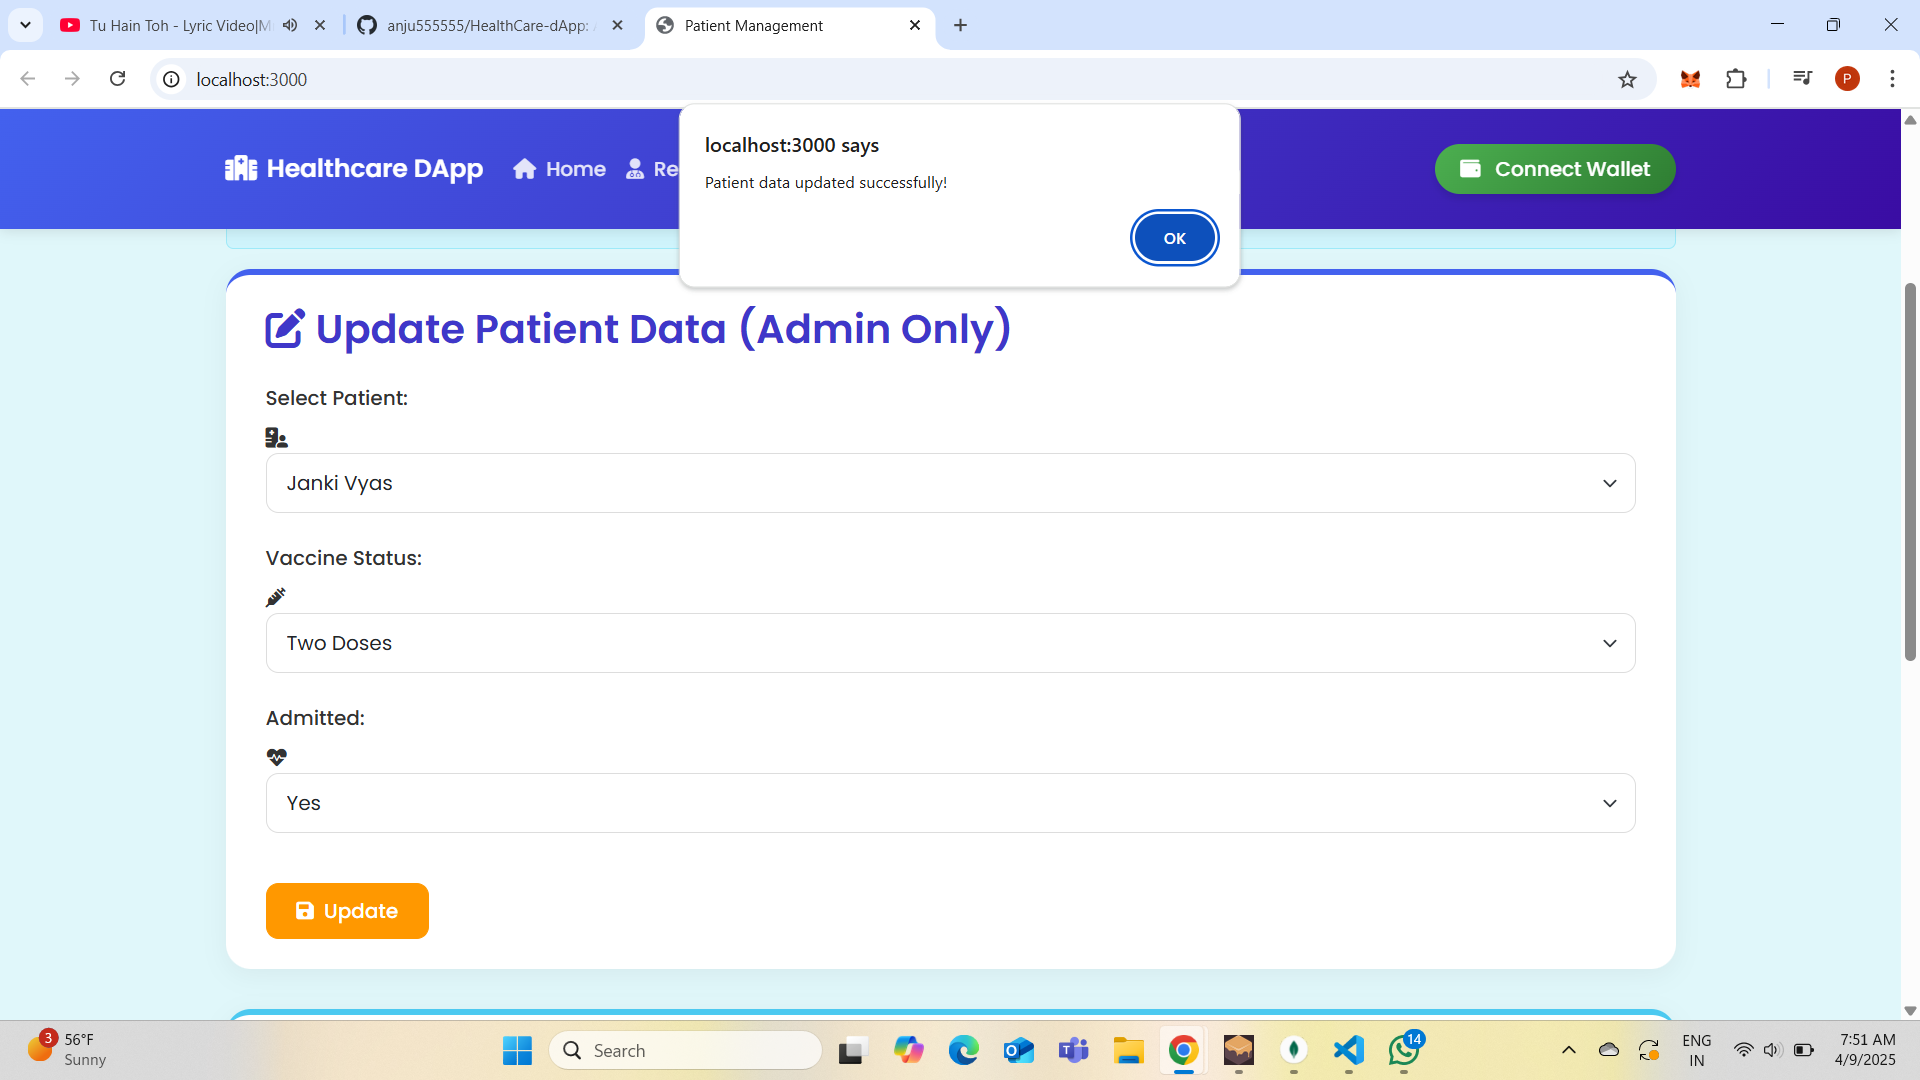 Tu Hain Toh - Lyric Video|M
anju555555/HealthCare-dApp:
Patient Management
localhost:3000
P
Healthcare DApp
Home
Re
Connect Wallet
localhost:3000 says
Patient data updated successfully!
OK
Update Patient Data (Admin Only)
Select Patient:
Janki Vyas
Vaccine Status:
Two Doses
Admitted:
Yes
Update
3
56°F
Sunny
Search
14
ENG
IN
7:51 AM
4/9/2025